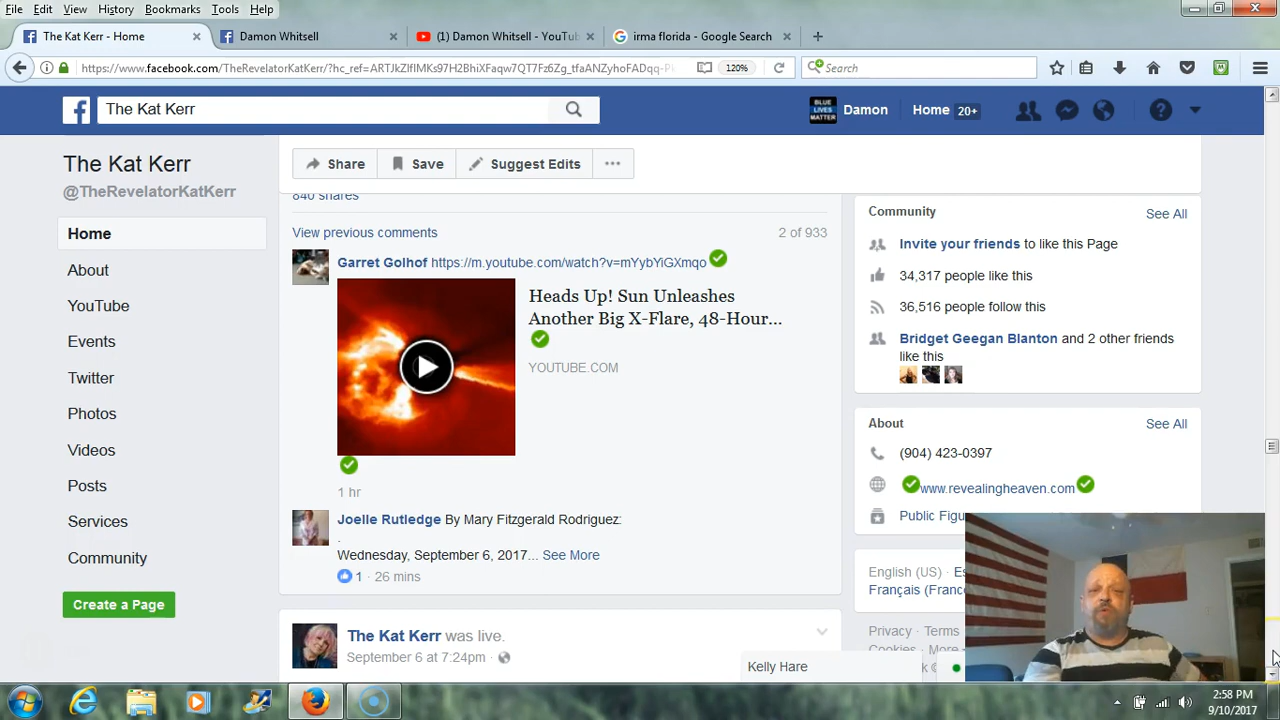 File Edit View History Bookmarks Tools Help
The Kat Kerr - Home
Damon Whitsell
(1) Damon Whitsell - YouTu
irma florida - Google Search
https://www.facebook.com/TheRevelatorKatKerr/?hc_ref=
120%
Search
The Kat Kerr
BLUE LIVES MATTER
Damon
Home 20+
The Kat Kerr
@TheRevelatorKatKerr
Home
About
YouTube
Events
Twitter
Photos
Videos
Posts
Services
Community
Create a Page
Share
Save
Suggest Edits
840 shares
View previous comments
2 of 933
Garret Golhof https://m.youtube.com/watch?v=mYybYiGXmqo
Heads Up! Sun Unleashes
Another Big X-Flare, 48-Hour...
YOUTUBE.COM
1 hr
Joelle Rutledge By Mary Fitzgerald Rodriguez:
.
Wednesday, September 6, 2017... See More
1 · 26 mins
The Kat Kerr was live.
September 6 at 7:24pm ·
Community
See All
Invite your friends to like this Page
34,317 people like this
36,516 people follow this
Bridget Geegan Blanton and 2 other friends
like this
About
See All
(904) 423-0397
www.revealingheaven.com
Public Figu
English (US) · Es
Français (France
Privacy · Terms
Cookies · More
Kelly Hare
2:58 PM
9/10/2017